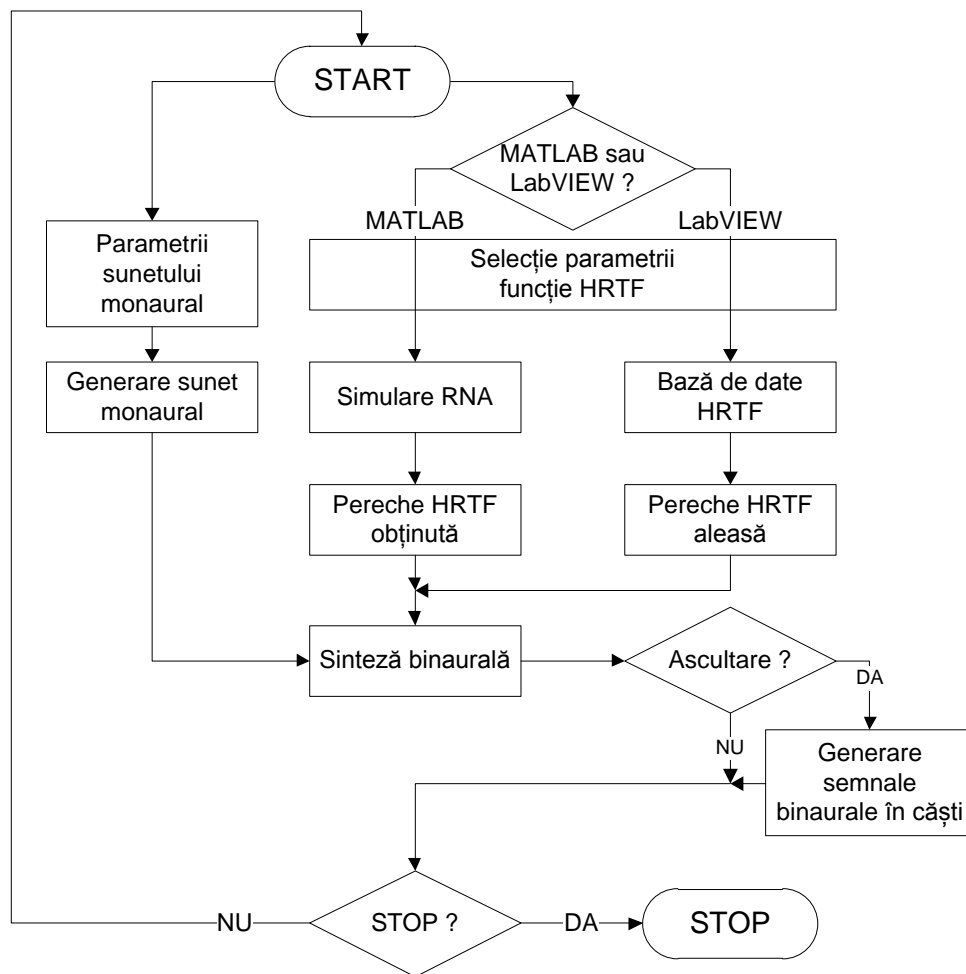 START
MATLAB sau
LabVIEW ?
MATLAB
LabVIEW
Parametrii
sunetului
monaural
Selecție parametrii
funcție HRTF
Generare sunet
monaural
Simulare RNA
Bază de date
HRTF
Pereche HRTF
obținută
Pereche HRTF
aleasă
Sinteză binaurală
Ascultare ?
DA
NU
Generare
semnale
binaurale în căști
NU
STOP ?
DA
STOP